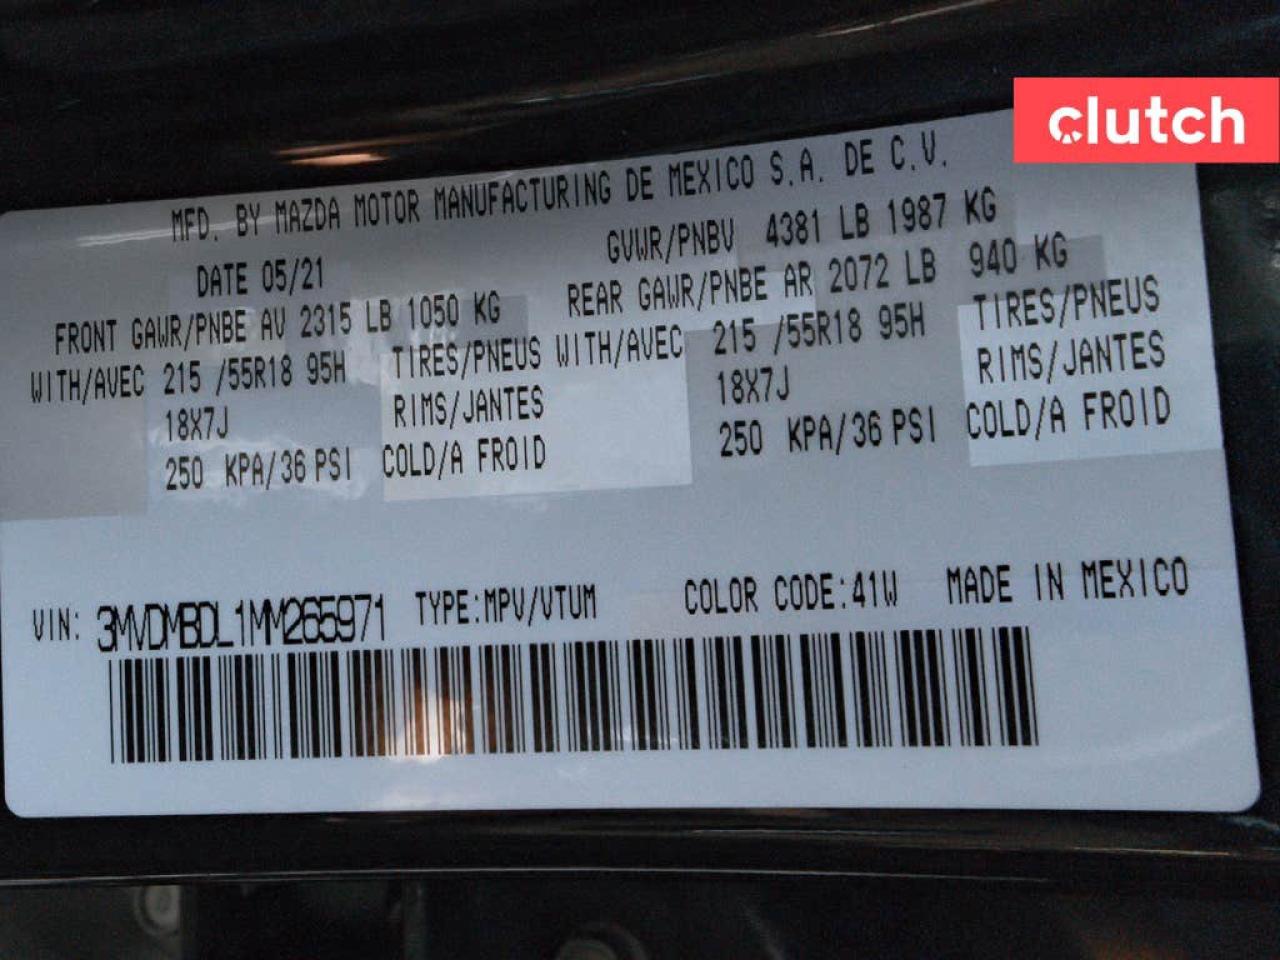 clutch
MFD. BY MAZDA MOTOR MANUFACTURING DE MEXICO S.A. DE C.V.
DATE 05/21 GVWR/PNBV 4381 LB 1987 KG
FRONT GAWR/PNBE AV 2315 LB 1050 KG REAR GAWR/PNBE AR 2072 LB 940 KG
WITH/AVEC 215 /55R18 95H TIRES/PNEUS WITH/AVEC 215 /55R18 95H TIRES/PNEUS
18X7J RIMS/JANTES 18X7J RIMS/JANTES
250 KPA/36 PSI COLD/A FROID 250 KPA/36 PSI COLD/A FROID
VIN: 3MVDMBDL1MM265971 TYPE:MPV/VTUM COLOR CODE:41W MADE IN MEXICO